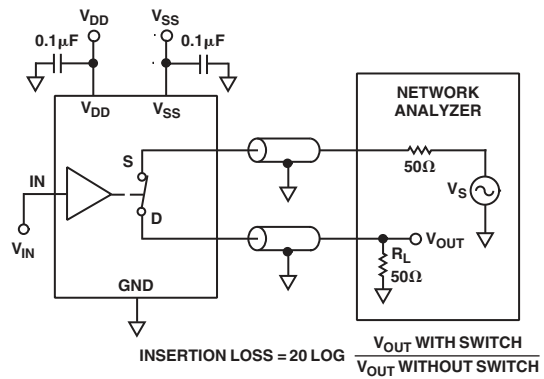 VDD
VSS
0.1µF
0.1µF
VDD
VSS
NETWORK
ANALYZER
S
50Ω
IN
VS
D
VOUT
VIN
RL
50Ω
GND
INSERTION LOSS = 20 LOG
VOUT WITH SWITCH
VOUT WITHOUT SWITCH